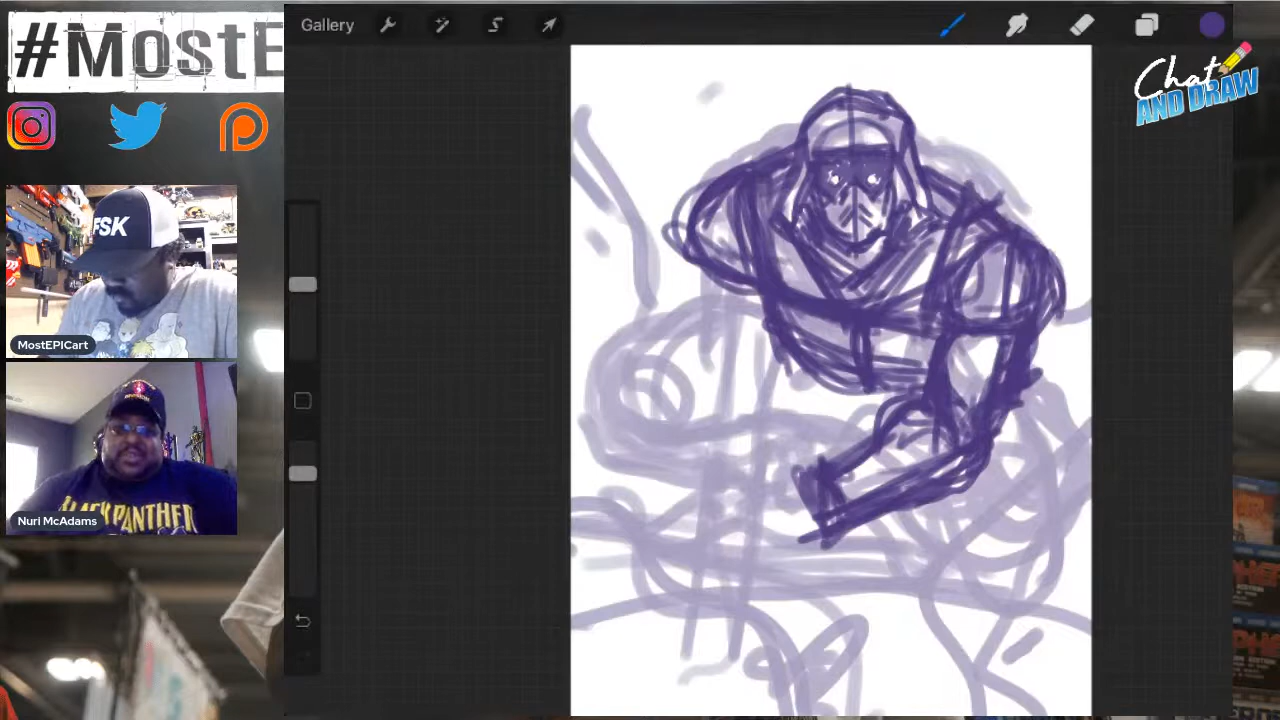 #MostE
Gallery
Chat
AND DRAW
FSK
MostEPICart
BLACK PANTHER
Nuri McAdams